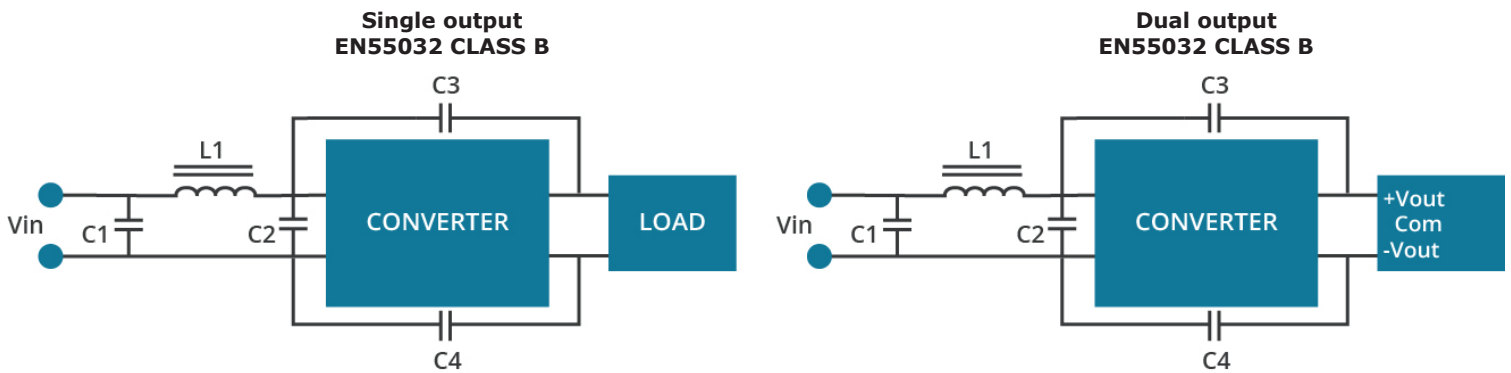 Single output
EN55032 CLASS B
C3
L1
Vin
C1
C2
CONVERTER
LOAD
C4
Dual output
EN55032 CLASS B
C3
L1
Vin
C1
C2
CONVERTER
+Vout
Com
-Vout
C4